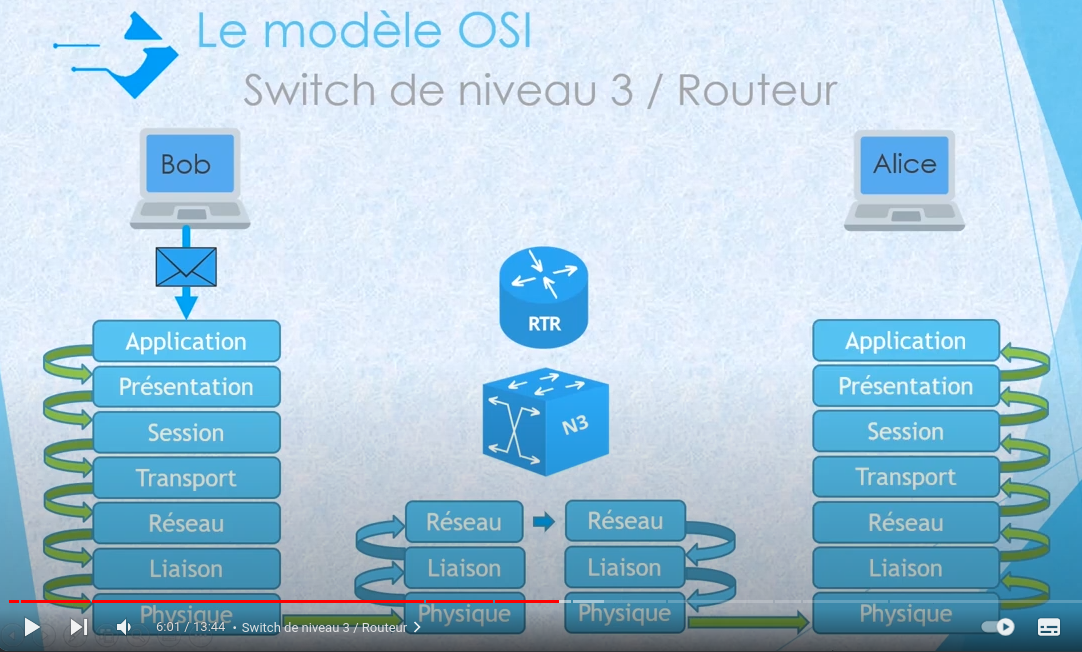 Le modèle OSI
Switch de niveau 3 / Routeur
Bob
Alice
RTR
N3
Application
Présentation
Session
Transport
Réseau
Liaison
Physique
Réseau
Liaison
Physique
Réseau
Liaison
Physique
Application
Présentation
Session
Transport
Réseau
Liaison
Physique
6:01 / 13:44 • Switch de niveau 3 / Routeur